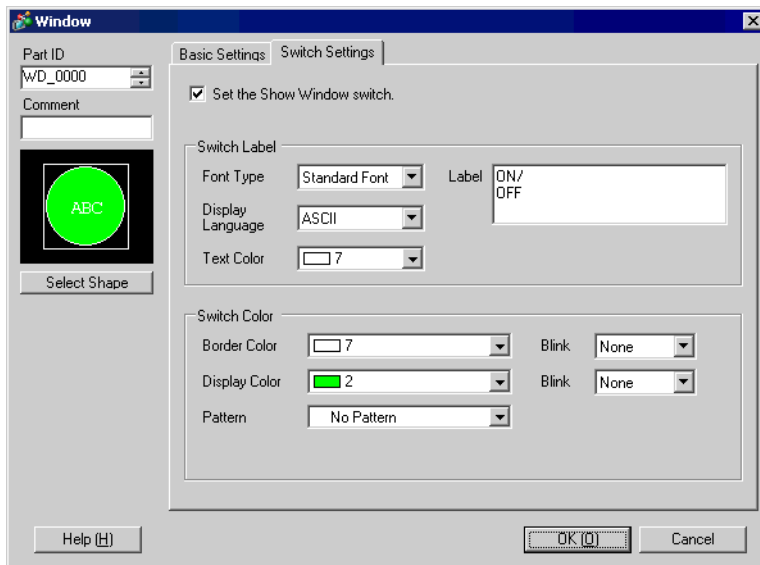 Window
Part ID
WD_0000
Comment
ABC
Select Shape
Basic Settings Switch Settings
Set the Show Window switch.
Switch Label
Font Type Standard Font Label ON/
OFF
Display
Language ASCII
Text Color 7
Switch Color
Border Color 7 Blink None
Display Color 2 Blink None
Pattern No Pattern
Help (H) OK (O) Cancel